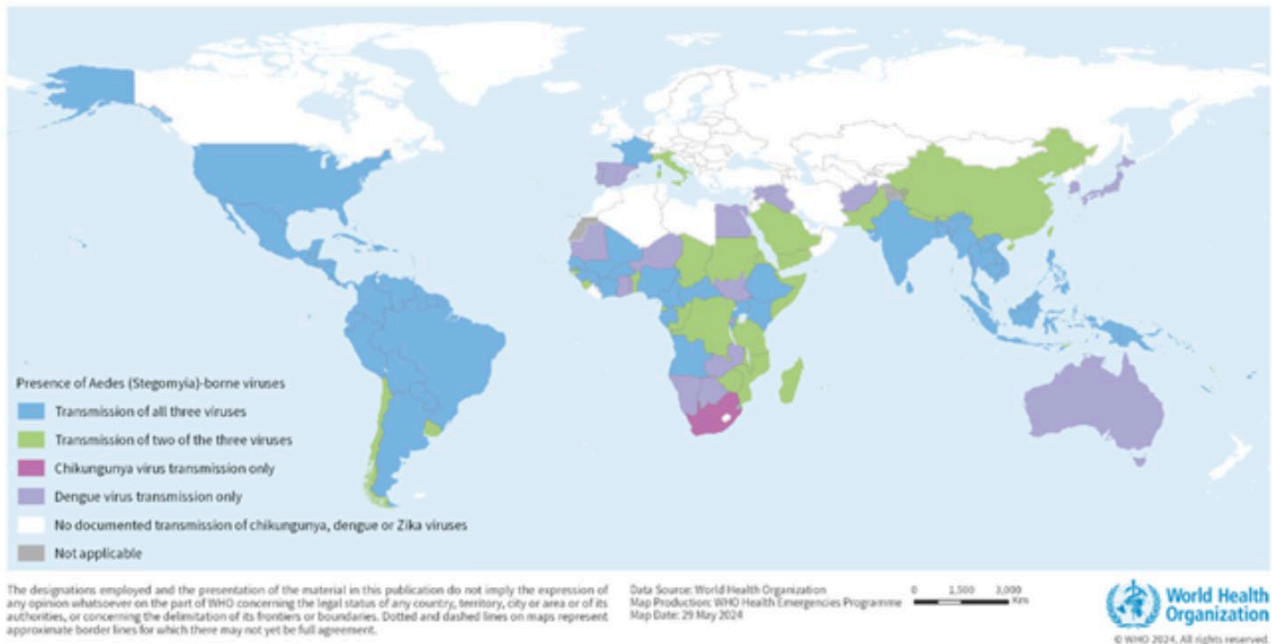 Presence of Aedes (Stegomyia)-borne viruses
Transmission of all three viruses
Transmission of two of the three viruses
Chikungunya virus transmission only
Dengue virus transmission only
No documented transmission of chikungunya, dengue or Zika viruses
Not applicable
The designations employed and the presentation of the material in this publication do not imply the expression of
any opinion whatsoever on the part of WHO concerning the legal status of any country, territory, city or area or of its
authorities, or concerning the delimitation of its frontiers or boundaries. Dotted and dashed lines on maps represent
approximate border lines for which there may not yet be full agreement.
Data Source: World Health Organization
Map Production: WHO Health Emergencies Programme
Map Date: 29 May 2024
0 1,500 3,000
Km
World Health
Organization
© WHO 2024. All rights reserved.